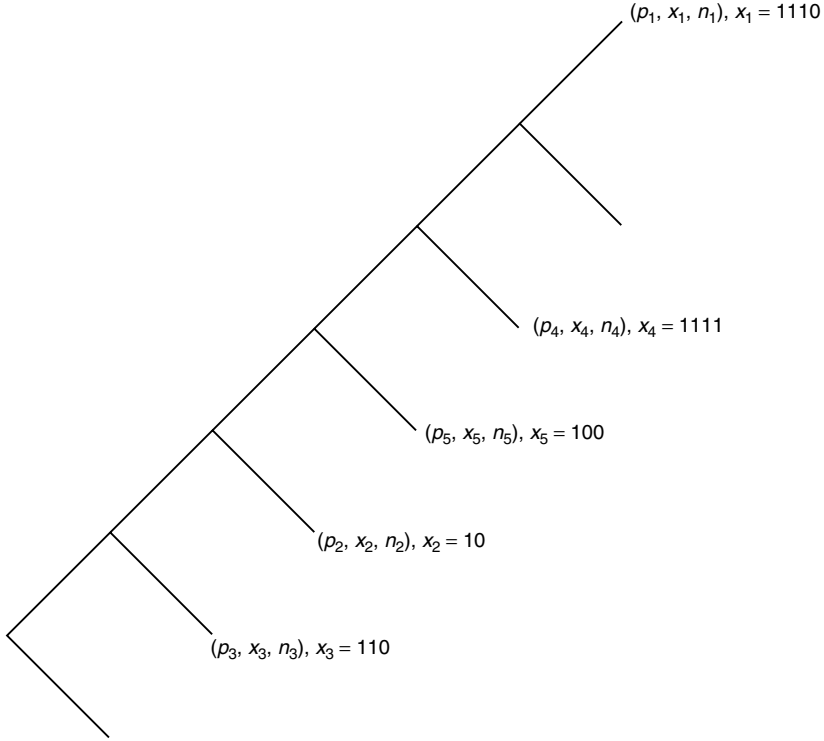 (p₁, x₁, n₁), x₁ = 1110
(p₄, x₄, n₄), x₄ = 1111
(p₅, x₅, n₅), x₅ = 100
(p₂, x₂, n₂), x₂ = 10
(p₃, x₃, n₃), x₃ = 110